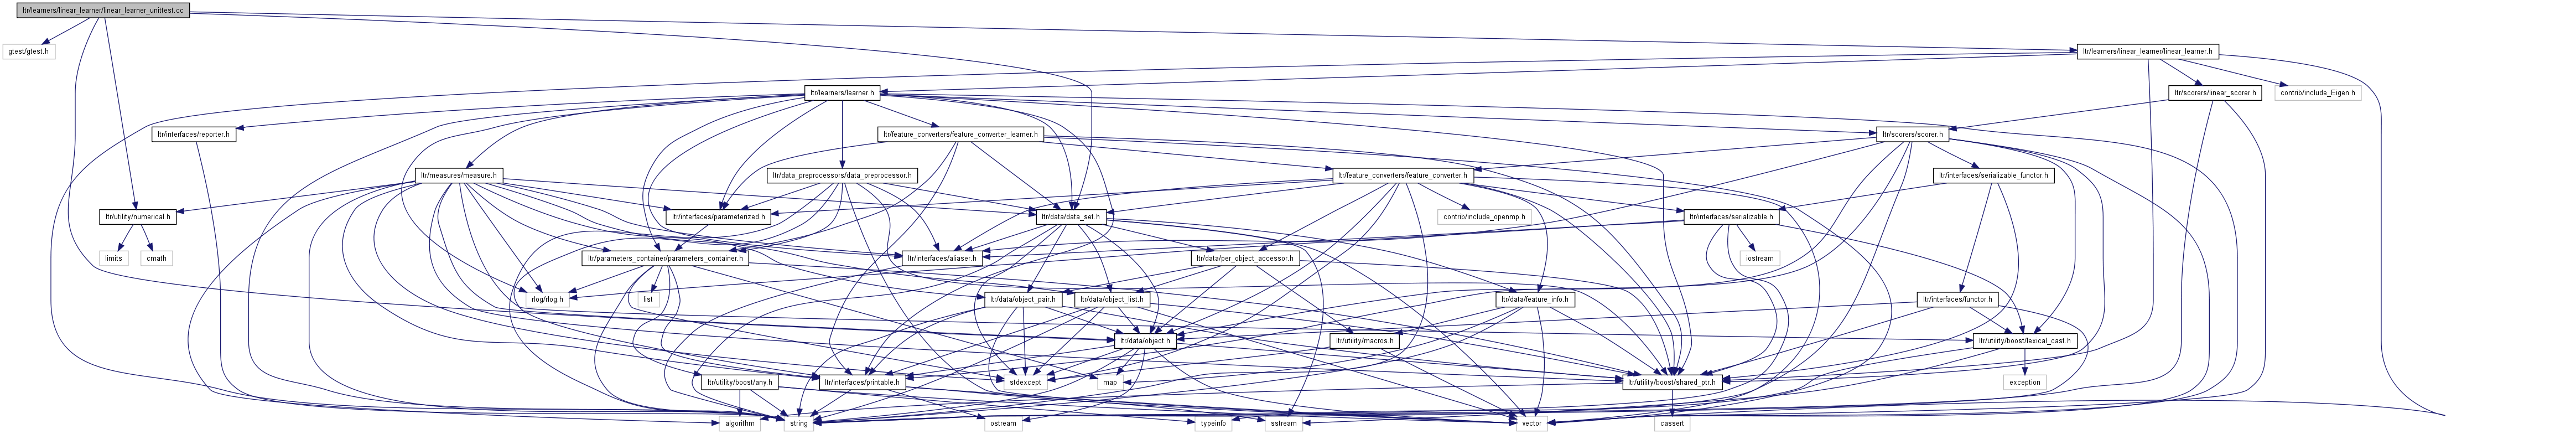 ltr/learners/linear_learner/linear_learner_unittest.cc
gtest/gtest.h
ltr/learners/linear_learner/linear_learner.h
ltr/learners/learner.h
ltr/scorers/linear_scorer.h
contrib/include_Eigen.h
ltr/interfaces/reporter.h
ltr/feature_converters/feature_converter_learner.h
ltr/scorers/scorer.h
ltr/measures/measure.h
ltr/data_preprocessors/data_preprocessor.h
ltr/feature_converters/feature_converter.h
ltr/interfaces/serializable_functor.h
ltr/utility/numerical.h
ltr/interfaces/parameterized.h
ltr/data/data_set.h
contrib/include_openmp.h
ltr/interfaces/serializable.h
limits
cmath
ltr/parameters_container/parameters_container.h
ltr/interfaces/aliaser.h
ltr/data/per_object_accessor.h
iostream
rlog/rlog.h
list
ltr/data/object_pair.h
ltr/data/object_list.h
ltr/data/feature_info.h
ltr/interfaces/functor.h
ltr/data/object.h
ltr/utility/macros.h
ltr/utility/boost/lexical_cast.h
ltr/utility/boost/any.h
ltr/interfaces/printable.h
stdexcept
map
ltr/utility/boost/shared_ptr.h
exception
algorithm
string
ostream
typeinfo
sstream
vector
cassert